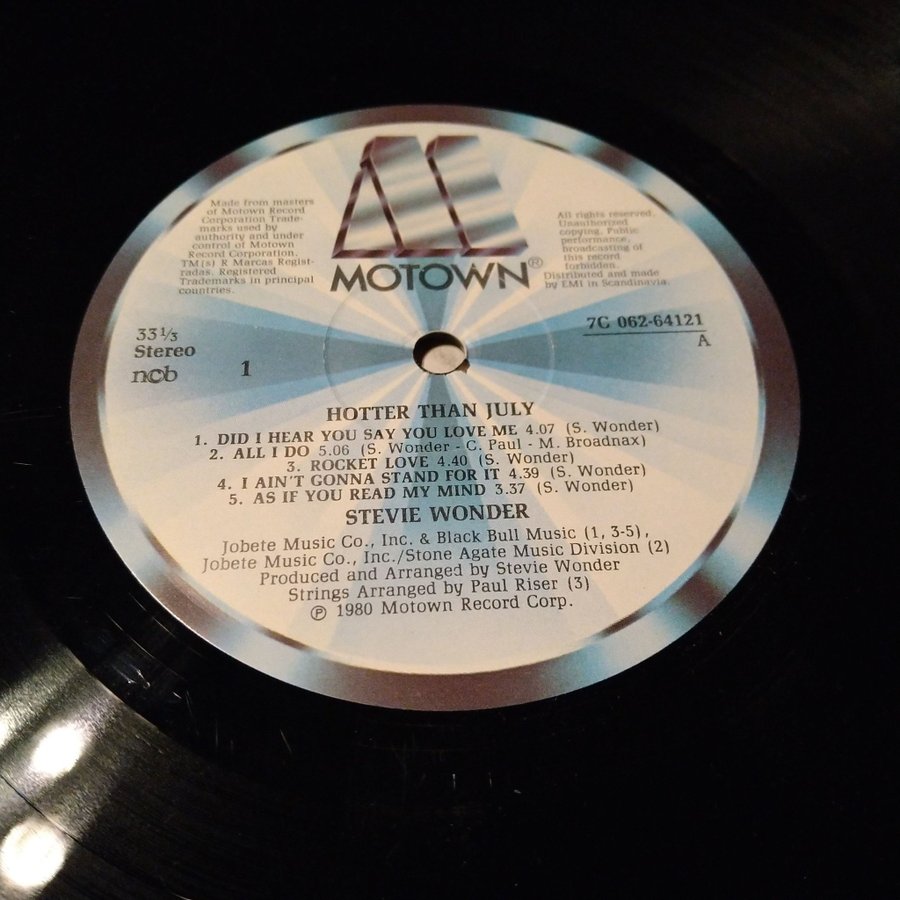 Made from masters
of Motown Record
Corporation Trade-
marks used by
authority and under
control of Motown
Record Corporation,
TM(s) R Marcas Regist-
radas. Registered
Trademarks in principal
countries.
MOTOWN®
All rights reserved.
Unauthorized
copying. Public
performance,
broadcasting of
this record
forbidden.
Distributed and made
by EMI in Scandinavia.
33 1/3
Stereo
ncb
1
7C 062-64121
A
HOTTER THAN JULY
1. DID I HEAR YOU SAY YOU LOVE ME 4.07 (S. Wonder)
2. ALL I DO 5.06 (S. Wonder - C. Paul - M. Broadnax)
3. ROCKET LOVE 4.40 (S. Wonder)
4. I AIN'T GONNA STAND FOR IT 4.39 (S. Wonder)
5. AS IF YOU READ MY MIND 3.37 (S. Wonder)
STEVIE WONDER
Jobete Music Co., Inc. & Black Bull Music (1, 3-5),
Jobete Music Co., Inc./Stone Agate Music Division (2)
Produced and Arranged by Stevie Wonder
Strings Arranged by Paul Riser (3)
℗ 1980 Motown Record Corp.